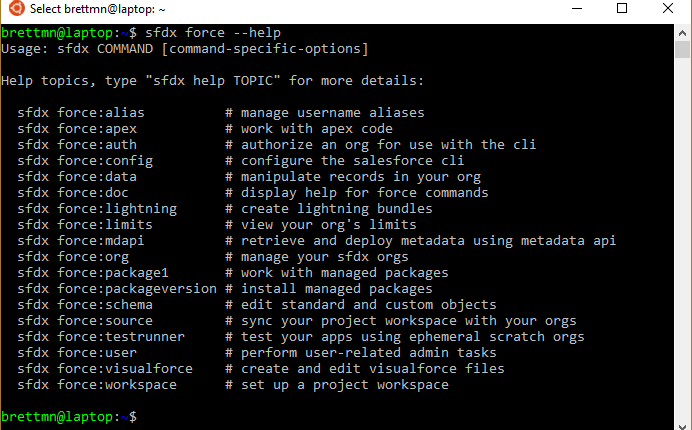 Select brettmn@laptop: ~
brettmn@laptop:~$ sfdx force --help
Usage: sfdx COMMAND [command-specific-options]
Help topics, type "sfdx help TOPIC" for more details:
sfdx force:alias # manage username aliases
sfdx force:apex # work with apex code
sfdx force:auth # authorize an org for use with the cli
sfdx force:config # configure the salesforce cli
sfdx force:data # manipulate records in your org
sfdx force:doc # display help for force commands
sfdx force:lightning # create lightning bundles
sfdx force:limits # view your org's limits
sfdx force:mdapi # retrieve and deploy metadata using metadata api
sfdx force:org # manage your sfdx orgs
sfdx force:package1 # work with managed packages
sfdx force:packageversion # install managed packages
sfdx force:schema # edit standard and custom objects
sfdx force:source # sync your project workspace with your orgs
sfdx force:testrunner # test your apps using ephemeral scratch orgs
sfdx force:user # perform user-related admin tasks
sfdx force:visualforce # create and edit visualforce files
sfdx force:workspace # set up a project workspace
brettmn@laptop:~$